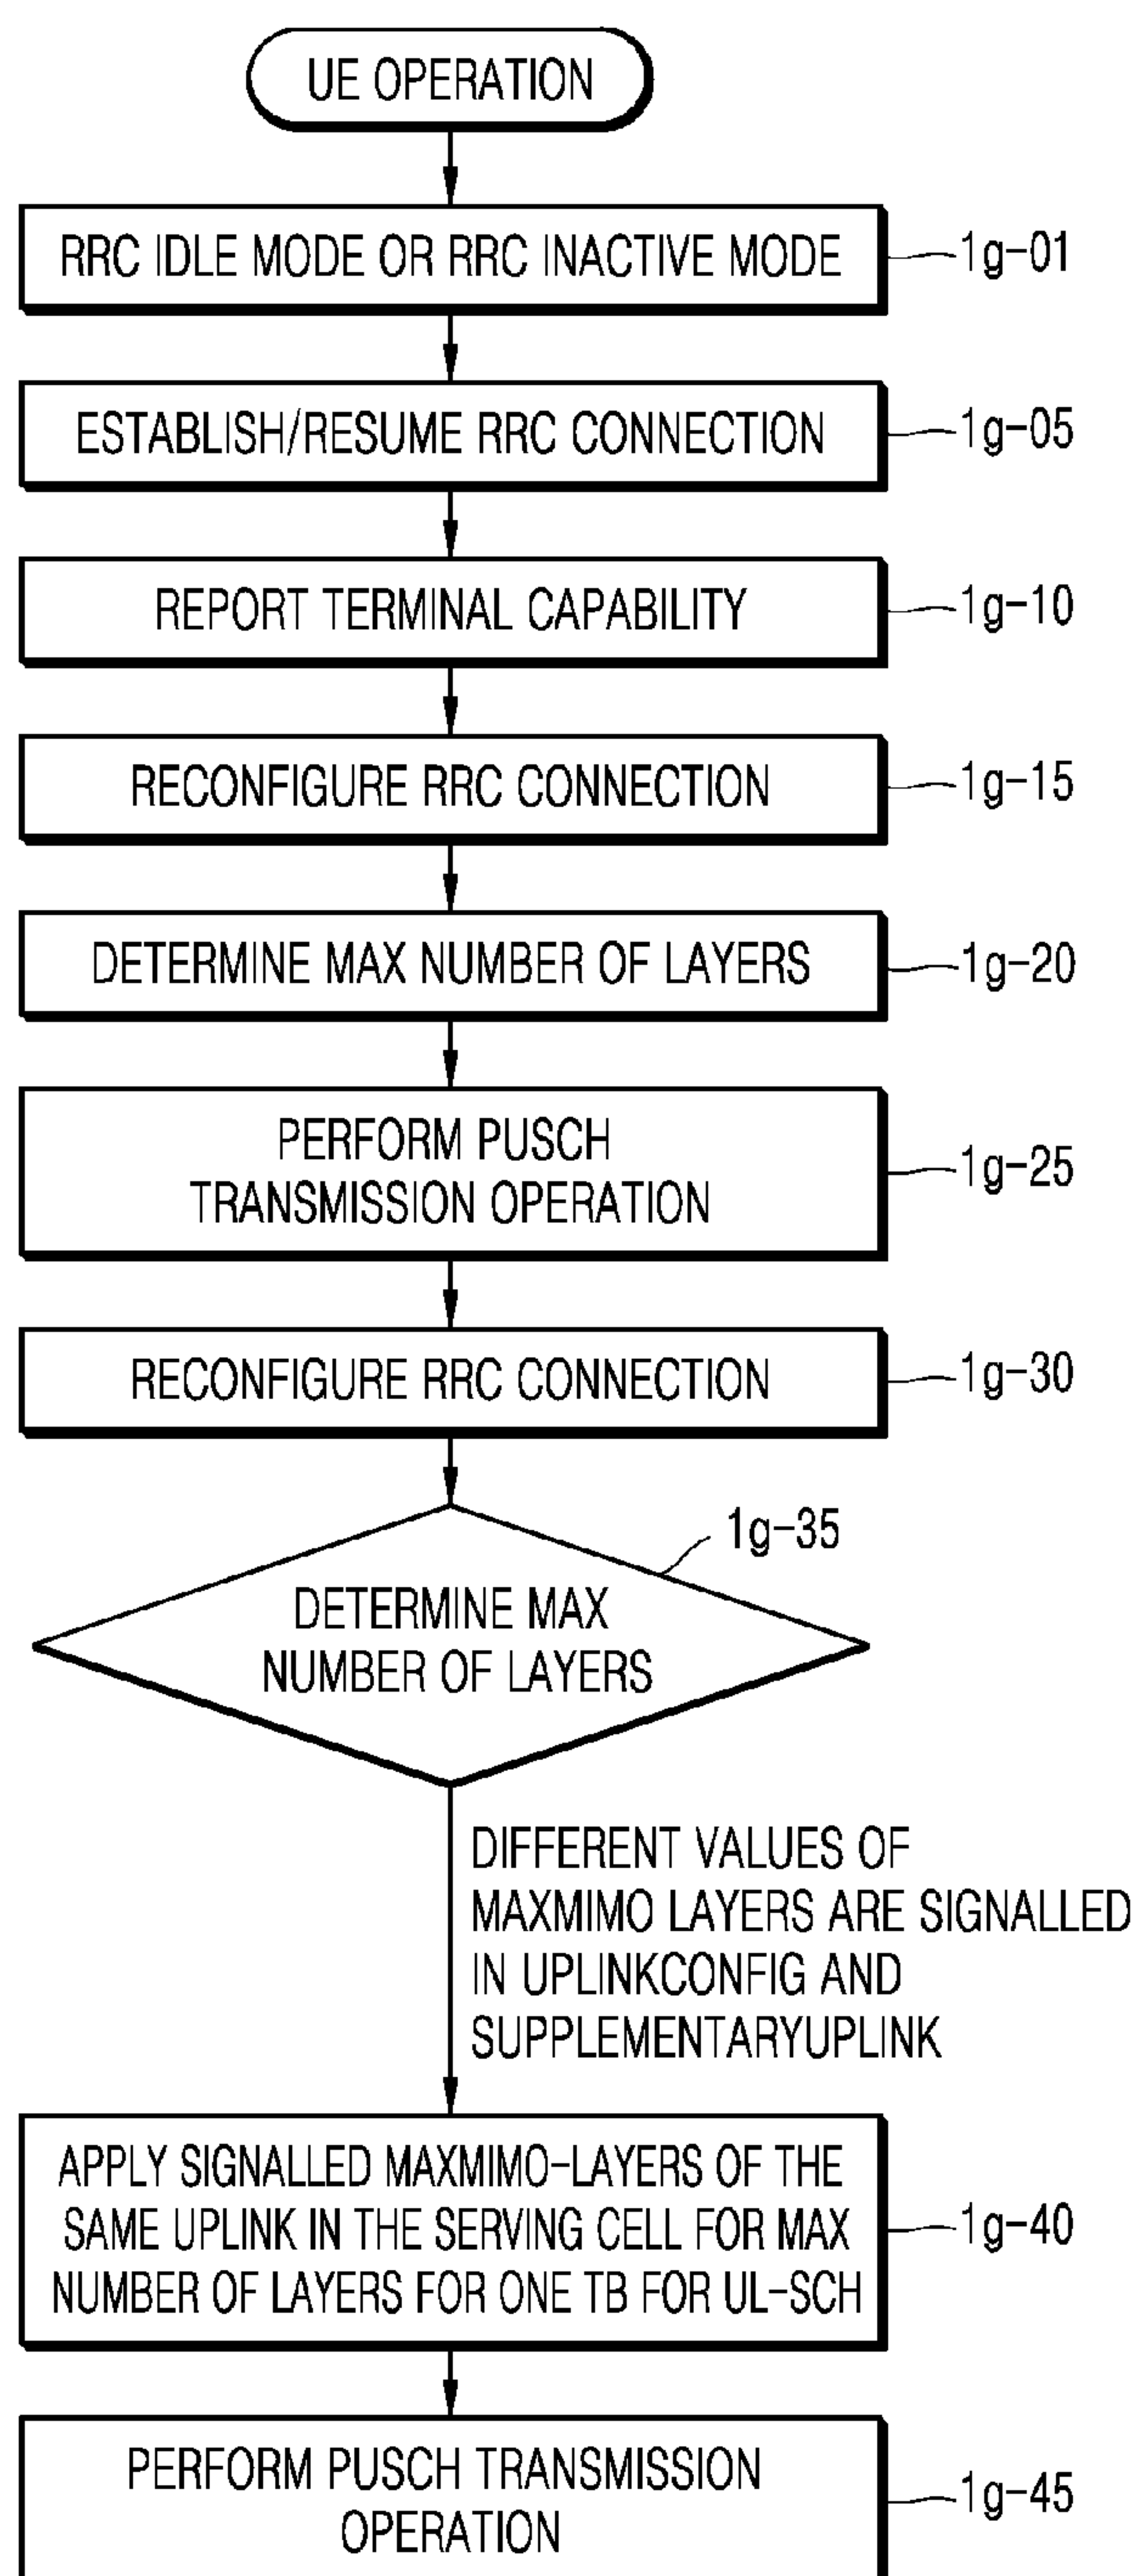 UE OPERATION
RRC IDLE MODE OR RRC INACTIVE MODE
1g-01
ESTABLISH/RESUME RRC CONNECTION
1g-05
REPORT TERMINAL CAPABILITY
1g-10
RECONFIGURE RRC CONNECTION
1g-15
DETERMINE MAX NUMBER OF LAYERS
1g-20
PERFORM PUSCH
TRANSMISSION OPERATION
1g-25
RECONFIGURE RRC CONNECTION
1g-30
1g-35
DETERMINE MAX
NUMBER OF LAYERS
DIFFERENT VALUES OF
MAXMIMO LAYERS ARE SIGNALLED
IN UPLINKCONFIG AND
SUPPLEMENTARYUPLINK
APPLY SIGNALLED MAXMIMO-LAYERS OF THE
SAME UPLINK IN THE SERVING CELL FOR MAX
NUMBER OF LAYERS FOR ONE TB FOR UL-SCH
1g-40
PERFORM PUSCH TRANSMISSION
OPERATION
1g-45